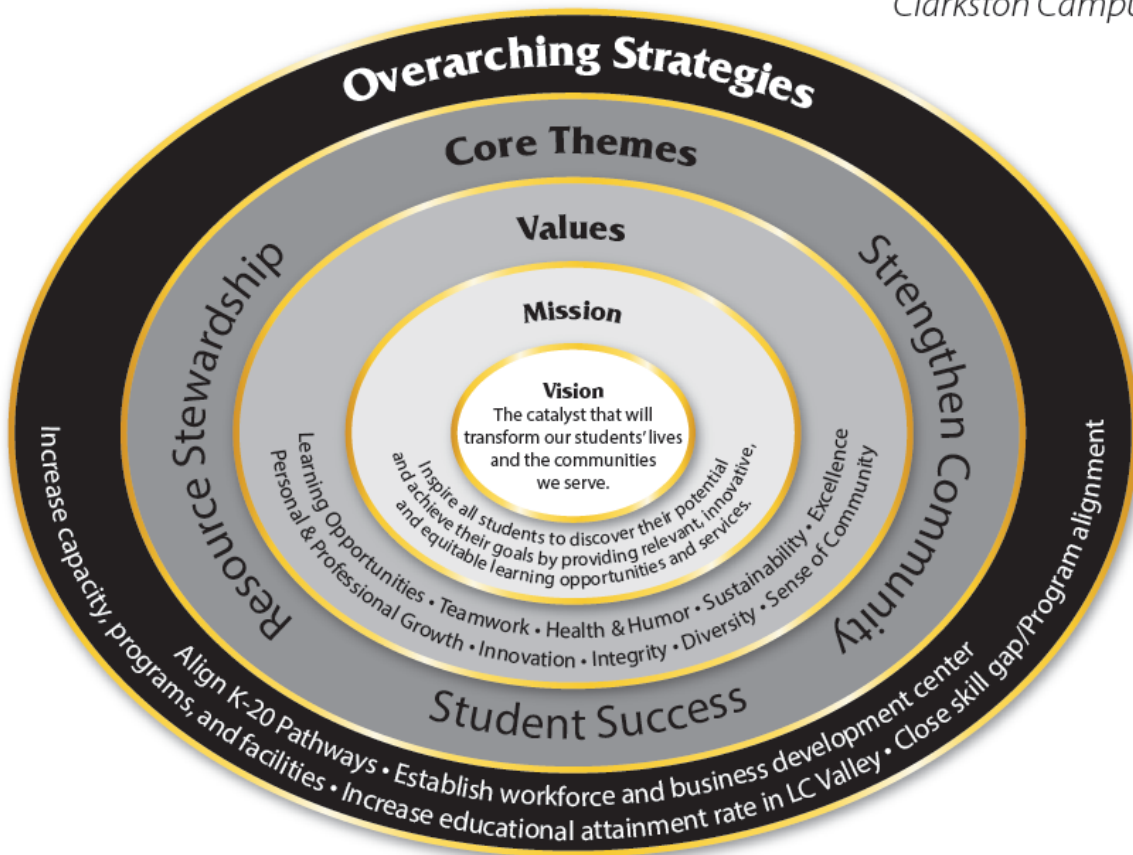 Clarkston Campu
Overarching Strategies
Core Themes
Resource Stewardship
Strengthen Community
Student Success
Values
Learning Opportunities • Teamwork • Health & Humor • Sustainability • Excellence
Personal & Professional Growth • Innovation • Integrity • Diversity • Sense of Community
Mission
Inspire all students to discover their potential
and achieve their goals by providing relevant, innovative,
and equitable learning opportunities and services.
Vision
The catalyst that will
transform our students' lives
and the communities
we serve.
Align K-20 Pathways • Establish workforce and business development center
Increase capacity, programs, and facilities • Increase educational attainment rate in LC Valley • Close skill gap/Program alignment